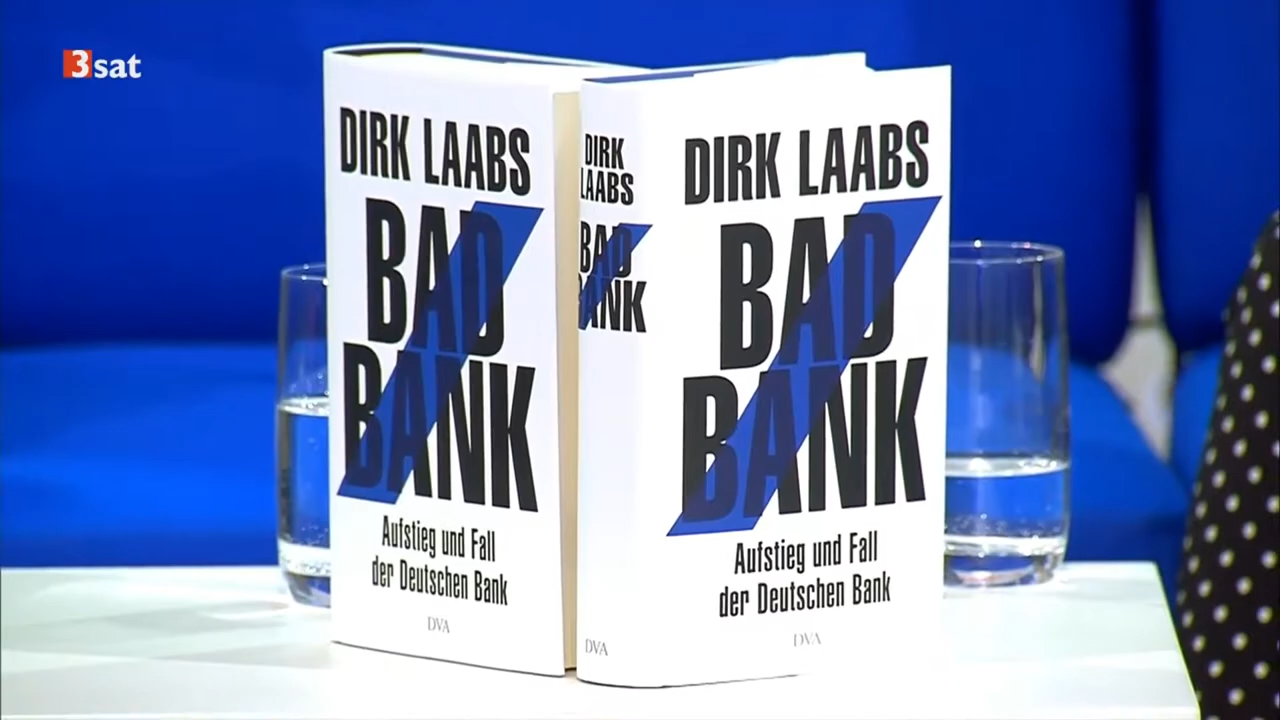 3sat
DIRK LAABS
BAD
BANK
Aufstieg und Fall
der Deutschen Bank
DVA
DIRK
LAABS
BAD
BANK
DVA
DIRK LAABS
BAD
BANK
Aufstieg und Fall
der Deutschen Bank
DVA